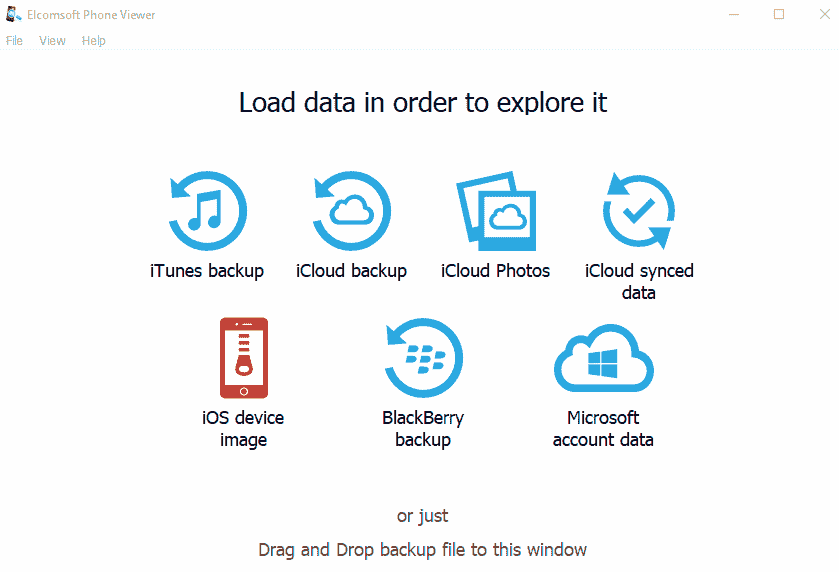 Elcomsoft Phone Viewer
File View Help
Load data in order to explore it
iTunes backup iCloud backup iCloud Photos iCloud synced
data
iOS device BlackBerry Microsoft
image backup account data
or just
Drag and Drop backup file to this window